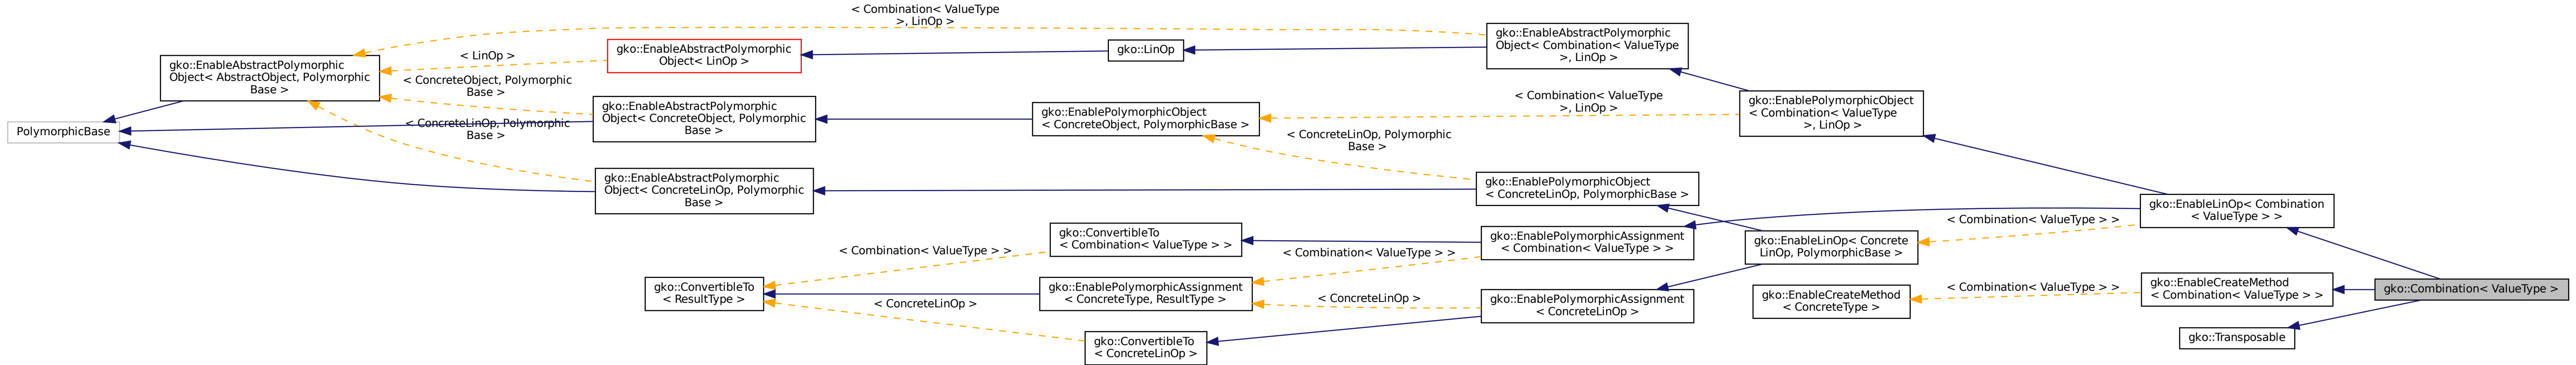 PolymorphicBase
gko::EnableAbstractPolymorphic
Object< AbstractObject, Polymorphic
Base >
< Combination< ValueType
>, LinOp >
< LinOp >
< ConcreteObject, Polymorphic
Base >
< ConcreteLinOp, Polymorphic
Base >
gko::EnableAbstractPolymorphic
Object< LinOp >
gko::EnableAbstractPolymorphic
Object< ConcreteObject, Polymorphic
Base >
gko::EnableAbstractPolymorphic
Object< ConcreteLinOp, Polymorphic
Base >
gko::ConvertibleTo
< ResultType >
< Combination< ValueType > >
< ConcreteLinOp >
gko::LinOp
gko::EnablePolymorphicObject
< ConcreteObject, PolymorphicBase >
gko::ConvertibleTo
< Combination< ValueType > >
gko::EnablePolymorphicAssignment
< ConcreteType, ResultType >
gko::ConvertibleTo
< ConcreteLinOp >
< ConcreteLinOp, Polymorphic
Base >
< Combination< ValueType > >
< ConcreteLinOp >
gko::EnableAbstractPolymorphic
Object< Combination< ValueType
>, LinOp >
< Combination< ValueType
>, LinOp >
gko::EnablePolymorphicObject
< ConcreteLinOp, PolymorphicBase >
gko::EnablePolymorphicAssignment
< Combination< ValueType > >
gko::EnablePolymorphicAssignment
< ConcreteLinOp >
gko::EnablePolymorphicObject
< Combination< ValueType
>, LinOp >
gko::EnableLinOp< Concrete
LinOp, PolymorphicBase >
gko::EnableCreateMethod
< ConcreteType >
< Combination< ValueType > >
< Combination< ValueType > >
gko::EnableLinOp< Combination
< ValueType > >
gko::EnableCreateMethod
< Combination< ValueType > >
gko::Transposable
gko::Combination< ValueType >